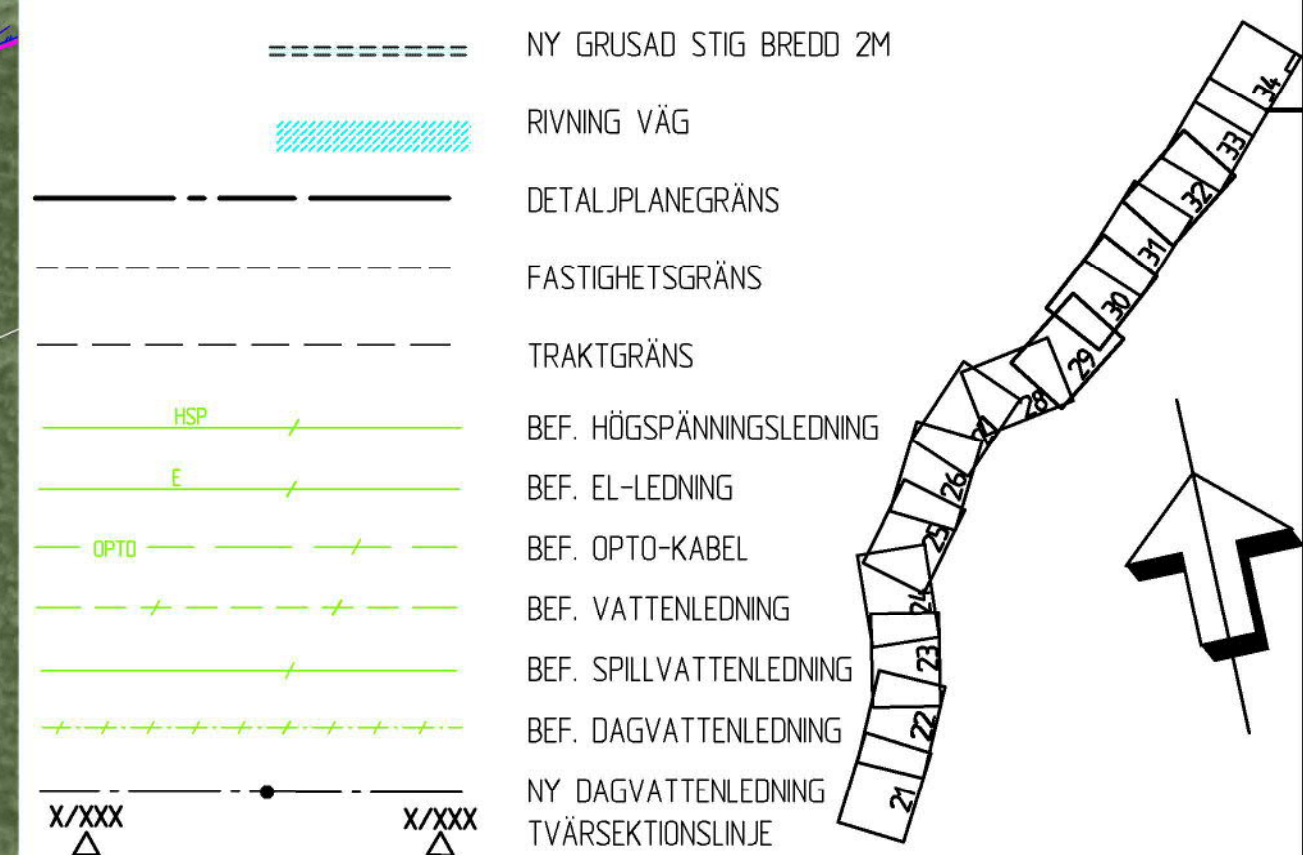 NY GRUSAD STIG BREDD 2M
RIVNING VÄG
DETALJPLANEGRÄNS
FASTIGHETSGRÄNS
TRAKTGRÄNS
HSP
BEF. HÖGSPÄNNINGSLEDNING
E
BEF. EL-LEDNING
OPTO
BEF. OPTO-KABEL
BEF. VATTENLEDNING
BEF. SPILLVATTENLEDNING
BEF. DAGVATTENLEDNING
NY DAGVATTENLEDNING
X/XXX X/XXX
TVÄRSEKTIONSLINJE
34
33
32
31
30
29
28
27
26
25
24
23
22
21